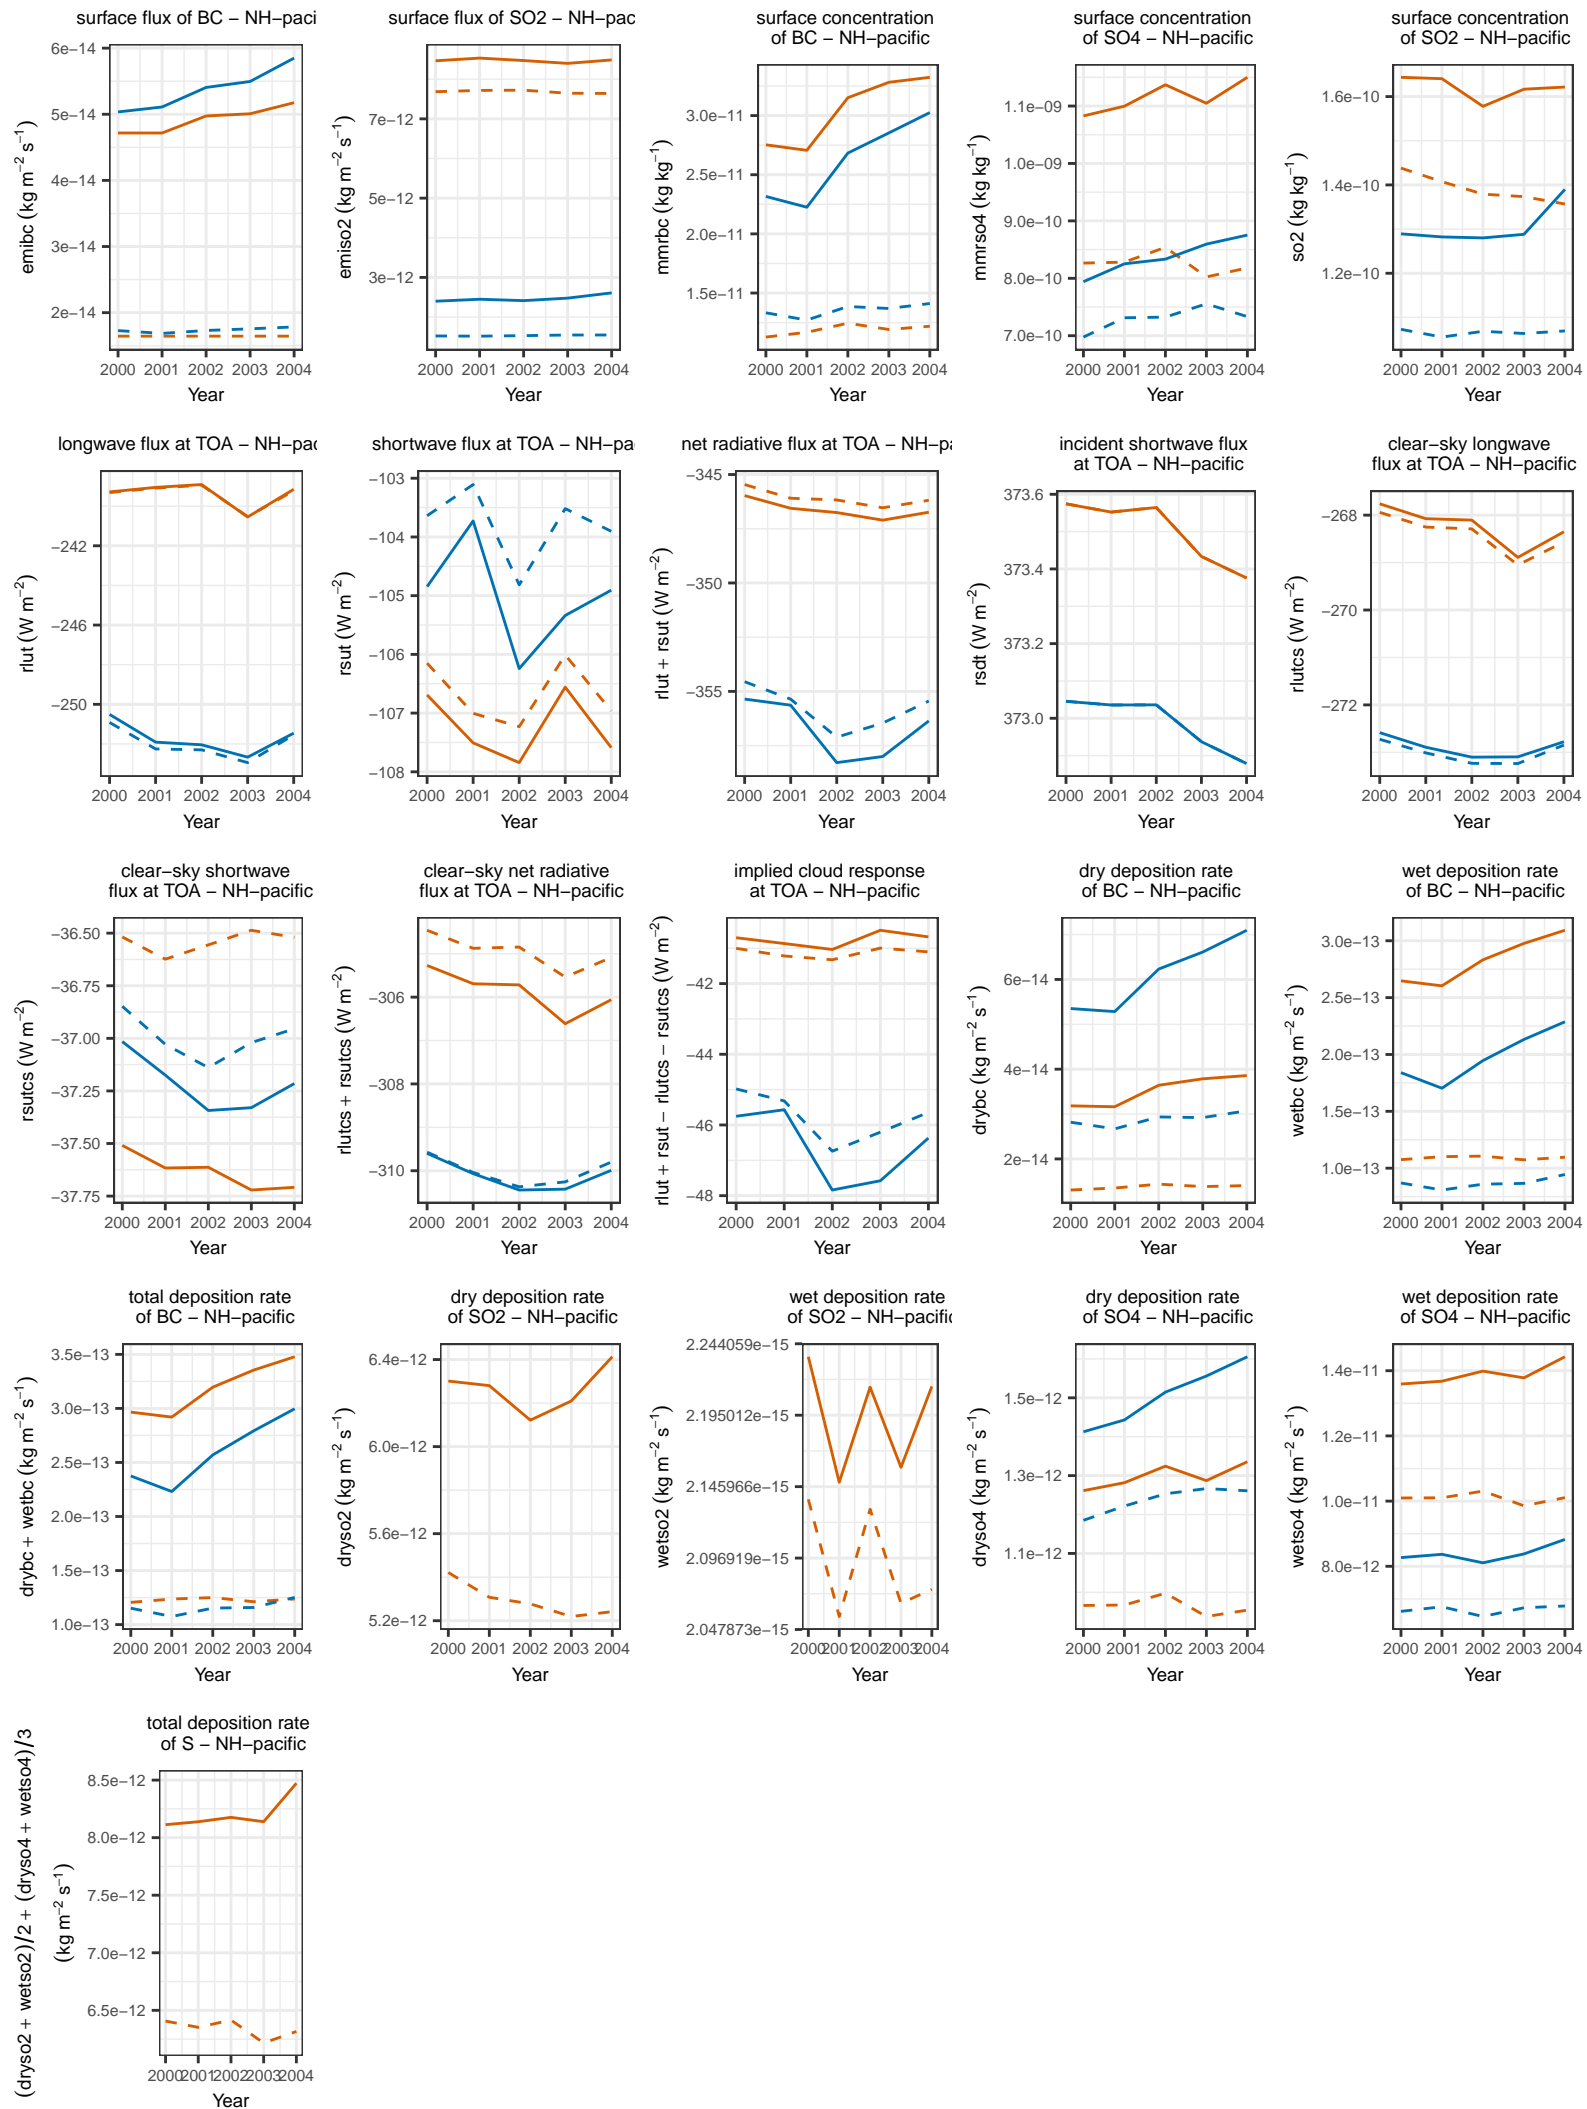 surface flux of BC − NH−paci
6e−14
5e−14
4e−14
3e−14
2e−14
emibc (kg m−2 s−1)
2000 2001 2002 2003 2004
Year
surface flux of SO2 − NH−pac
7e−12
5e−12
3e−12
emiso2 (kg m−2 s−1)
2000 2001 2002 2003 2004
Year
surface concentration
of BC − NH−pacific
3.0e−11
2.5e−11
2.0e−11
1.5e−11
mmrbc (kg kg−1)
2000 2001 2002 2003 2004
Year
surface concentration
of SO4 − NH−pacific
1.1e−09
1.0e−09
9.0e−10
8.0e−10
7.0e−10
mmrso4 (kg kg−1)
2000 2001 2002 2003 2004
Year
surface concentration
of SO2 − NH−pacific
1.6e−10
1.4e−10
1.2e−10
so2 (kg kg−1)
2000 2001 2002 2003 2004
Year
longwave flux at TOA − NH−pac
−242
−246
−250
rlut (W m−2)
2000 2001 2002 2003 2004
Year
shortwave flux at TOA − NH−pa
−103
−104
−105
−106
−107
−108
rsut (W m−2)
2000 2001 2002 2003 2004
Year
net radiative flux at TOA − NH−pa
−345
−350
−355
rlut + rsut (W m−2)
2000 2001 2002 2003 2004
Year
incident shortwave flux
at TOA − NH−pacific
373.6
373.4
373.2
373.0
rsdt (W m−2)
2000 2001 2002 2003 2004
Year
clear−sky longwave
flux at TOA − NH−pacific
−268
−270
−272
rlutcs (W m−2)
2000 2001 2002 2003 2004
Year
clear−sky shortwave
flux at TOA − NH−pacific
−36.50
−36.75
−37.00
−37.25
−37.50
−37.75
rsutcs (W m−2)
2000 2001 2002 2003 2004
Year
clear−sky net radiative
flux at TOA − NH−pacific
−306
−308
−310
rlutcs + rsutcs (W m−2)
2000 2001 2002 2003 2004
Year
implied cloud response
at TOA − NH−pacific
−42
−44
−46
−48
rlut + rsut − rlutcs − rsutcs (W m−2)
2000 2001 2002 2003 2004
Year
dry deposition rate
of BC − NH−pacific
6e−14
4e−14
2e−14
drybc (kg m−2 s−1)
2000 2001 2002 2003 2004
Year
wet deposition rate
of BC − NH−pacific
3.0e−13
2.5e−13
2.0e−13
1.5e−13
1.0e−13
wetbc (kg m−2 s−1)
2000 2001 2002 2003 2004
Year
total deposition rate
of BC − NH−pacific
3.5e−13
3.0e−13
2.5e−13
2.0e−13
1.5e−13
1.0e−13
drybc + wetbc (kg m−2 s−1)
2000 2001 2002 2003 2004
Year
dry deposition rate
of SO2 − NH−pacific
6.4e−12
6.0e−12
5.6e−12
5.2e−12
dryso2 (kg m−2 s−1)
2000 2001 2002 2003 2004
Year
wet deposition rate
of SO2 − NH−pacific
2.244059e−15
2.195012e−15
2.145966e−15
2.096919e−15
2.047873e−15
wetso2 (kg m−2 s−1)
2000 2001 2002 2003 2004
Year
dry deposition rate
of SO4 − NH−pacific
1.5e−12
1.3e−12
1.1e−12
dryso4 (kg m−2 s−1)
2000 2001 2002 2003 2004
Year
wet deposition rate
of SO4 − NH−pacific
1.4e−11
1.2e−11
1.0e−11
8.0e−12
wetso4 (kg m−2 s−1)
2000 2001 2002 2003 2004
Year
total deposition rate
of S − NH−pacific
8.5e−12
8.0e−12
7.5e−12
7.0e−12
6.5e−12
(dryso2 + wetso2)/2 + (dryso4 + wetso4)/3
(kg m−2 s−1)
2000 2001 2002 2003 2004
Year